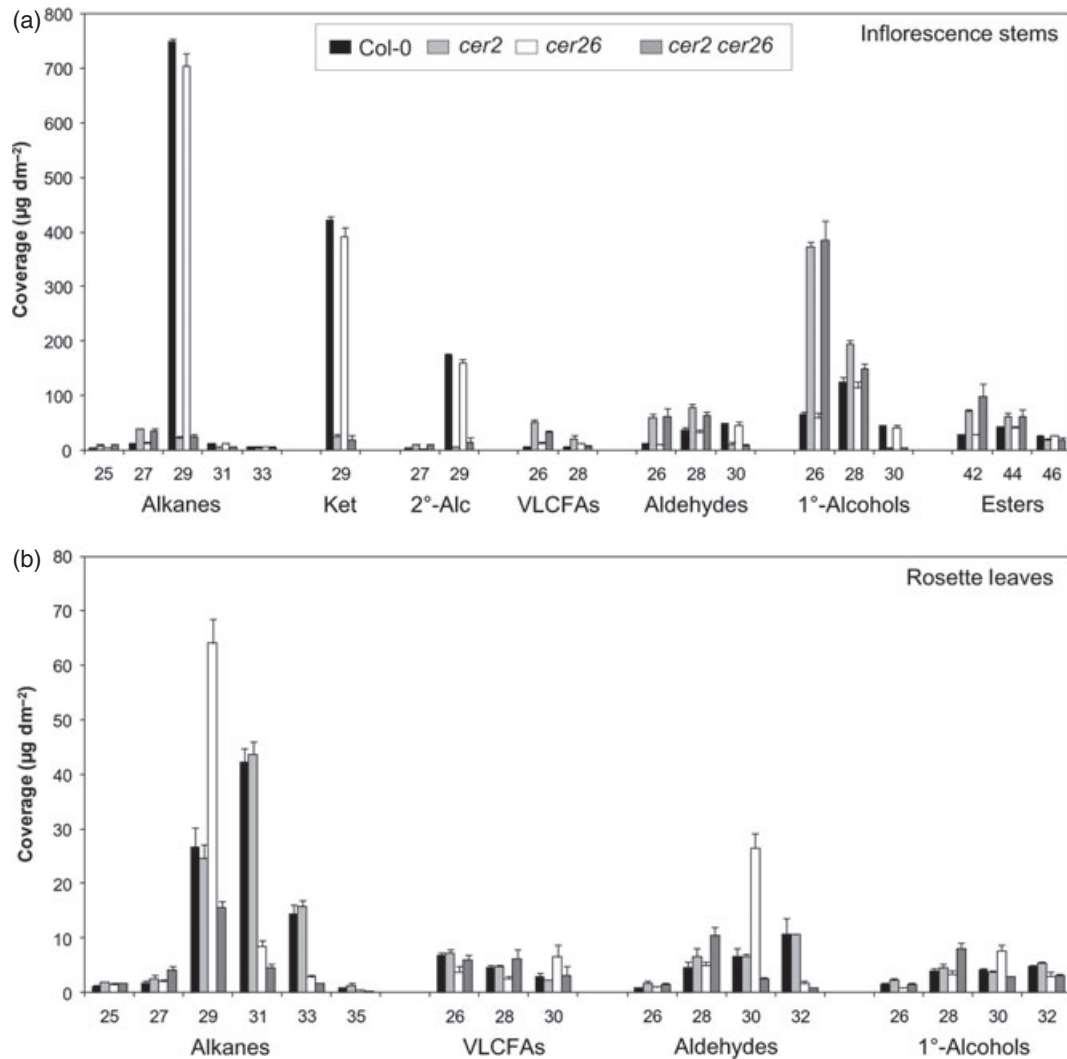 (a)
800
700
600
500
400
300
200
100
0
Coverage (µg dm⁻²)
Col-0 cer2 cer26 cer2 cer26
Inflorescence stems
25 27 29 31 33 29 27 29 26 28 26 28 30 26 28 30 42 44 46
Alkanes Ket 2°-Alc VLCFAs Aldehydes 1°-Alcohols Esters
(b)
80
70
60
50
40
30
20
10
0
Coverage (µg dm⁻²)
Rosette leaves
25 27 29 31 33 35 26 28 30 26 28 30 32 26 28 30 32
Alkanes VLCFAs Aldehydes 1°-Alcohols